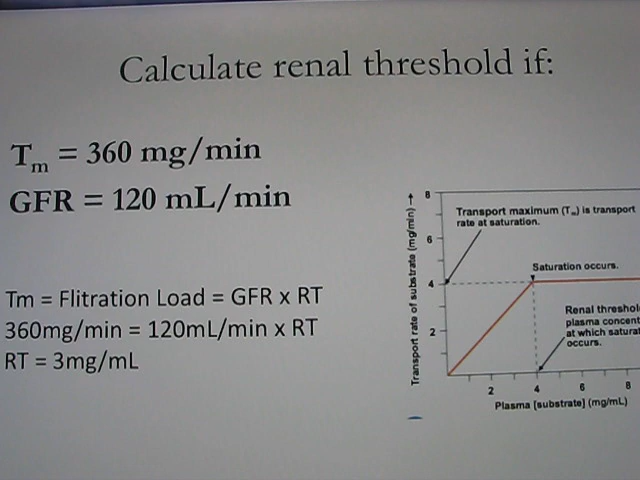 Calculate renal threshold if:
Tm = 360 mg/min
GFR = 120 mL/min
Tm = Flitration Load = GFR x RT
360mg/min = 120mL/min x RT
RT = 3mg/mL
Transport rate of substrate (mg/min) →
8
6
4
2
Transport maximum (Tm) is transport
rate at saturation.
Saturation occurs.
Renal threshol
plasma concent
at which satura
occurs.
2 4 6 8
Plasma [substrate] (mg/mL)